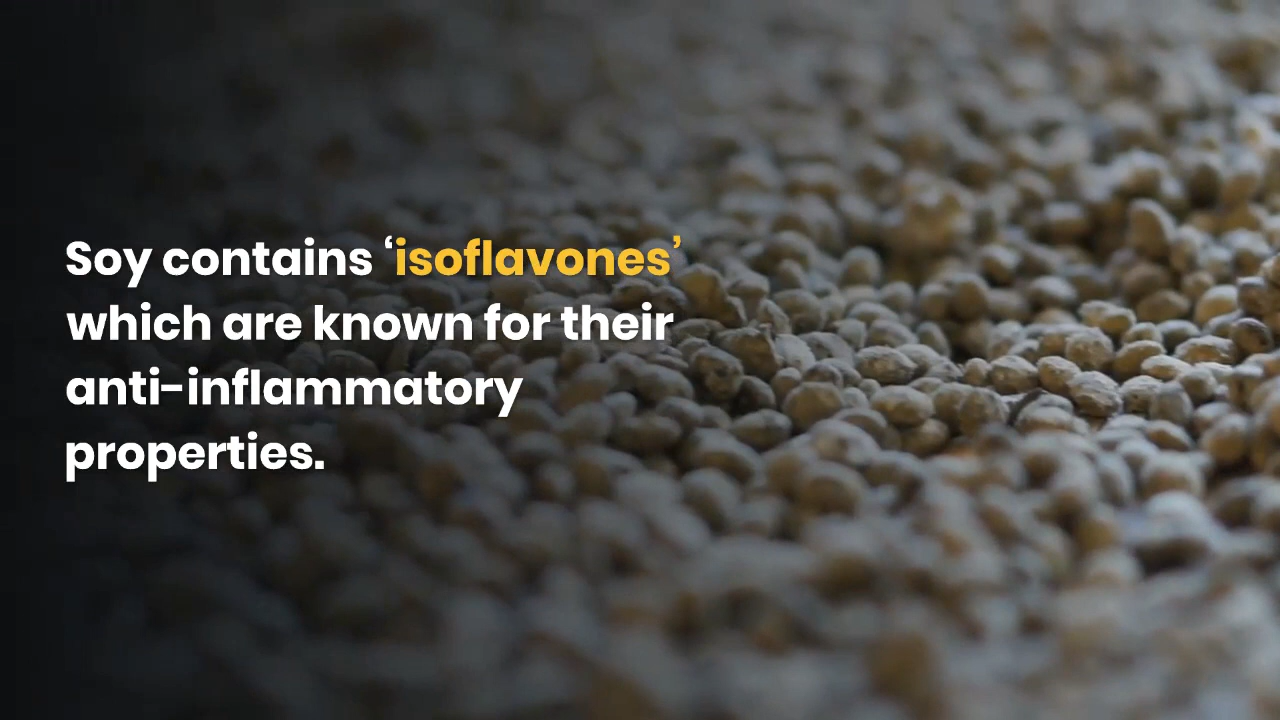 Soy contains ‘isoflavones’
which are known for their
anti-inflammatory
properties.